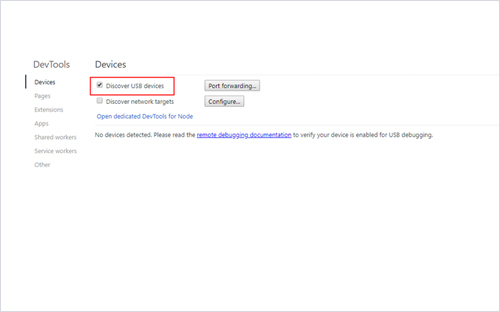 DevTools
Devices
Pages
Extensions
Apps
Shared workers
Service workers
Other
Devices
Discover USB devices
Port forwarding...
Discover network targets
Configure...
Open dedicated DevTools for Node
No devices detected. Please read the remote debugging documentation to verify your device is enabled for USB debugging.